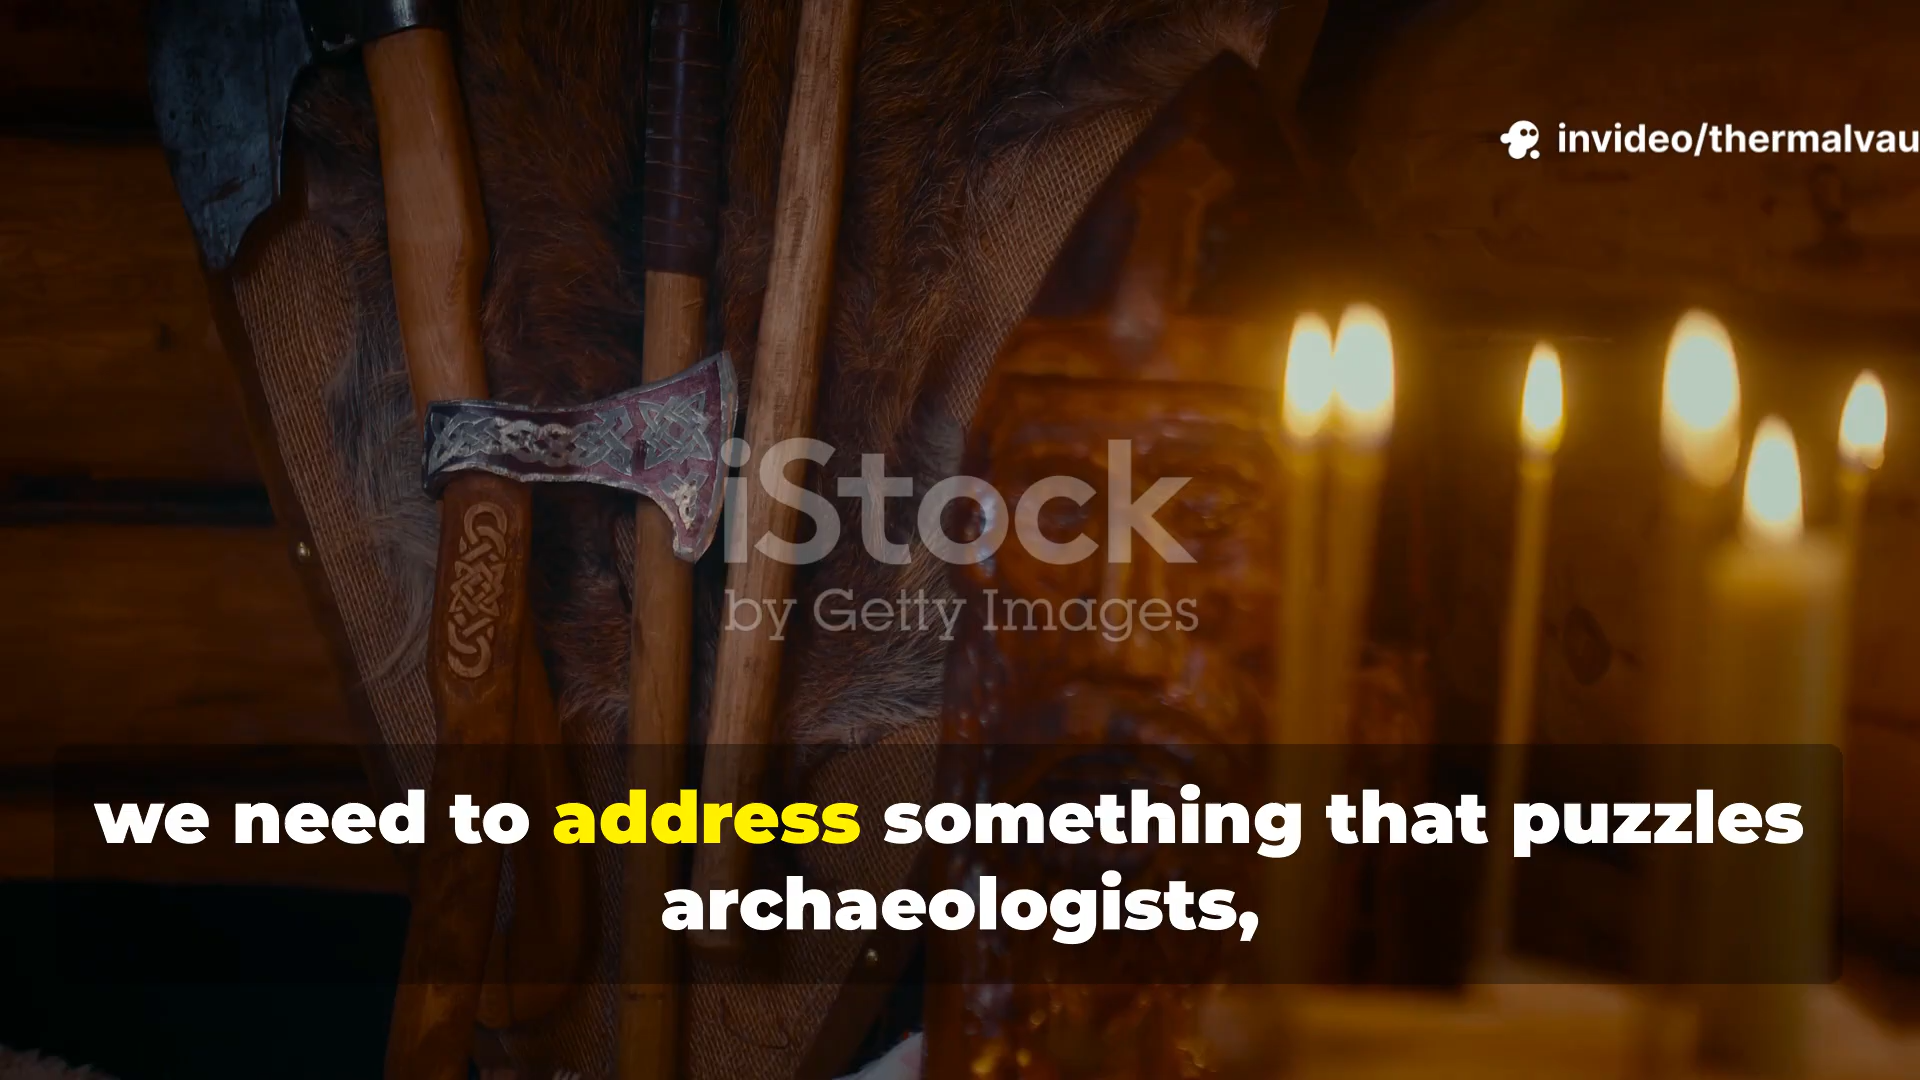 invideo/thermalvau
iStock
by Getty Images
we need to address something that puzzles
archaeologists,